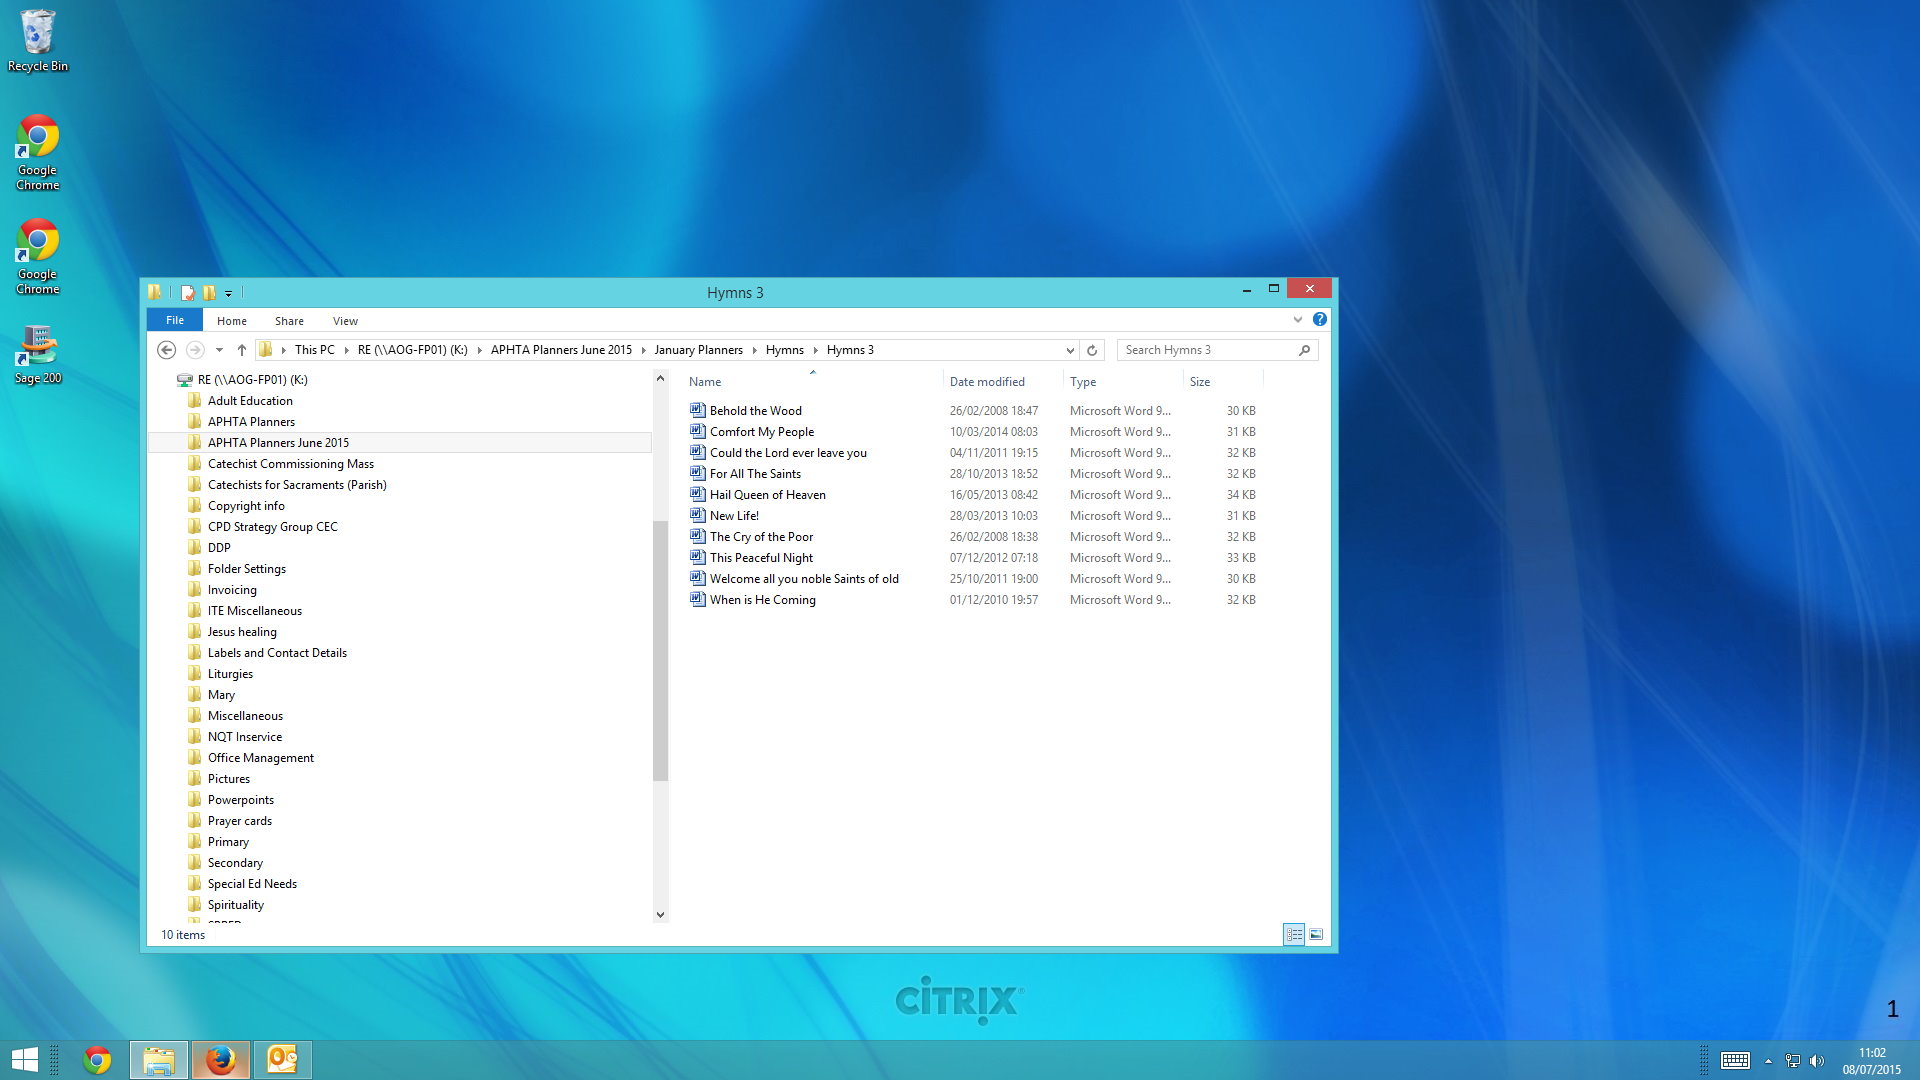 Recycle Bin
Google
Chrome
Google
Chrome
Sage 200
Hymns 3
File Home Share View
This PC RE (\\AOG-FP01) (K:) APHTA Planners June 2015 January Planners Hymns Hymns 3 Search Hymns 3
RE (\\AOG-FP01) (K:)
Adult Education
APHTA Planners
APHTA Planners June 2015
Catechist Commissioning Mass
Catechists for Sacraments (Parish)
Copyright info
CPD Strategy Group CEC
DDP
Folder Settings
Invoicing
ITE Miscellaneous
Jesus healing
Labels and Contact Details
Liturgies
Mary
Miscellaneous
NQT Inservice
Office Management
Pictures
Powerpoints
Prayer cards
Primary
Secondary
Special Ed Needs
Spirituality
Name Date modified Type Size
Behold the Wood 26/02/2008 18:47 Microsoft Word 9... 30 KB
Comfort My People 10/03/2014 08:03 Microsoft Word 9... 31 KB
Could the Lord ever leave you 04/11/2011 19:15 Microsoft Word 9... 32 KB
For All The Saints 28/10/2013 18:52 Microsoft Word 9... 32 KB
Hail Queen of Heaven 16/05/2013 08:42 Microsoft Word 9... 34 KB
New Life! 28/03/2013 10:03 Microsoft Word 9... 31 KB
The Cry of the Poor 26/02/2008 18:38 Microsoft Word 9... 32 KB
This Peaceful Night 07/12/2012 07:18 Microsoft Word 9... 33 KB
Welcome all you noble Saints of old 25/10/2011 19:00 Microsoft Word 9... 30 KB
When is He Coming 01/12/2010 19:57 Microsoft Word 9... 32 KB
10 items
CİTRIX®
1
11:02
08/07/2015